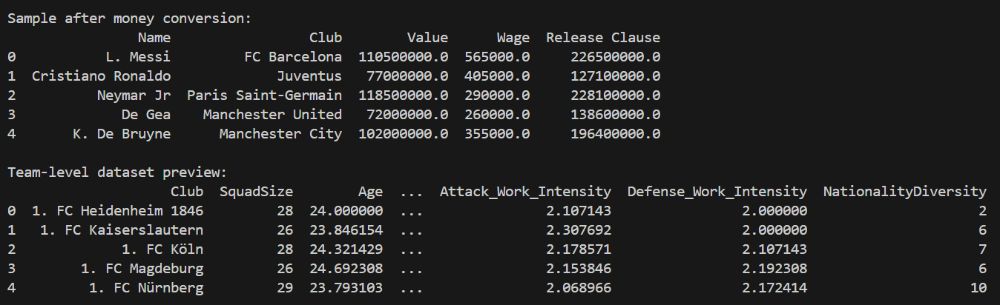 Sample after money conversion:
Name Club Value Wage Release Clause
0 L. Messi FC Barcelona 110500000.0 565000.0 226500000.0
1 Cristiano Ronaldo Juventus 77000000.0 405000.0 127100000.0
2 Neymar Jr Paris Saint-Germain 118500000.0 290000.0 228100000.0
3 De Gea Manchester United 72000000.0 260000.0 138600000.0
4 K. De Bruyne Manchester City 102000000.0 355000.0 196400000.0
Team-level dataset preview:
Club SquadSize Age ... Attack_Work_Intensity Defense_Work_Intensity NationalityDiversity
0 1. FC Heidenheim 1846 28 24.000000 ... 2.107143 2.000000 2
1 1. FC Kaiserslautern 26 23.846154 ... 2.307692 2.000000 6
2 1. FC Köln 28 24.321429 ... 2.178571 2.107143 7
3 1. FC Magdeburg 26 24.692308 ... 2.153846 2.192308 6
4 1. FC Nürnberg 29 23.793103 ... 2.068966 2.172414 10